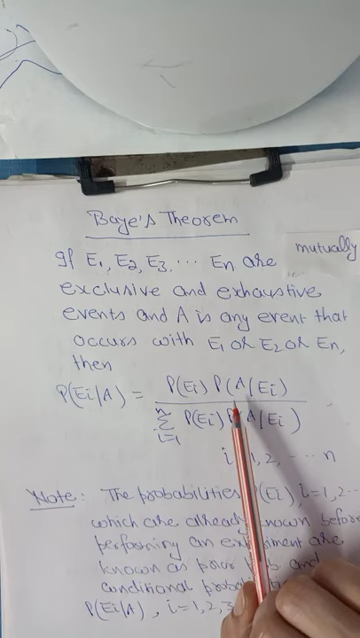 Baye's Theorem
If E1, E2, E3, ... En are mutually
exclusive and exhaustive
events and A is any event that
occurs with E1 or E2 or En,
then
P(Ei/A) = P(Ei) P(A/Ei)
n Σ i=1 P(Ei) P(A/Ei)
i = 1, 2, ... n
Note: The probabilities P(Ei), i=1,2..
which are already known before
performing an experiment are
known as prior and
conditional
P(Ei/A), i = 1, 2, 3